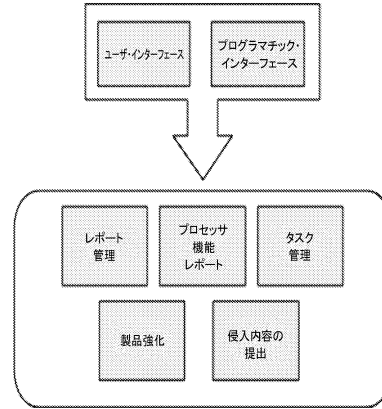 ユーザ・インターフェース
プログラマチック・
インターフェース
レポート
管理
プロセッサ
機能
レポート
タスク
管理
製品強化
侵入内容の
提出